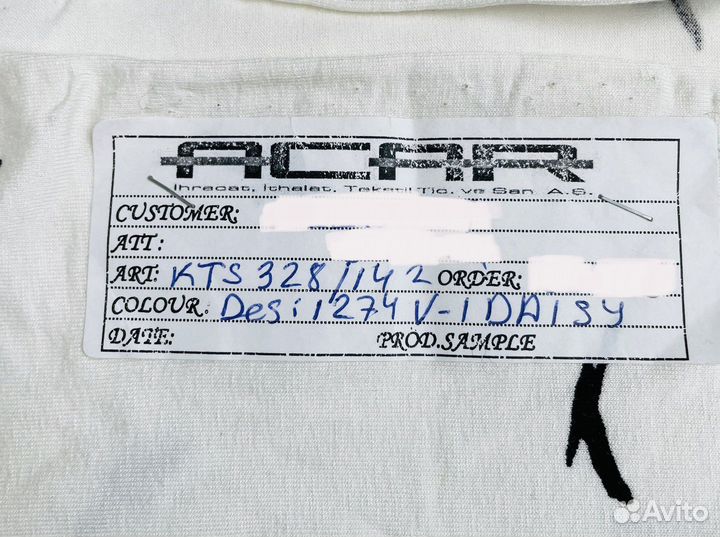 ACAR
İhracat, İthalat, Tekstil Tic. ve San. A.Ş.
CUSTOMER:
ATT:
ART: KTS 328/142 ORDER:
COLOUR: Des: 1274 V-1 DAISY
DATE: PROD.SAMPLE
Avito